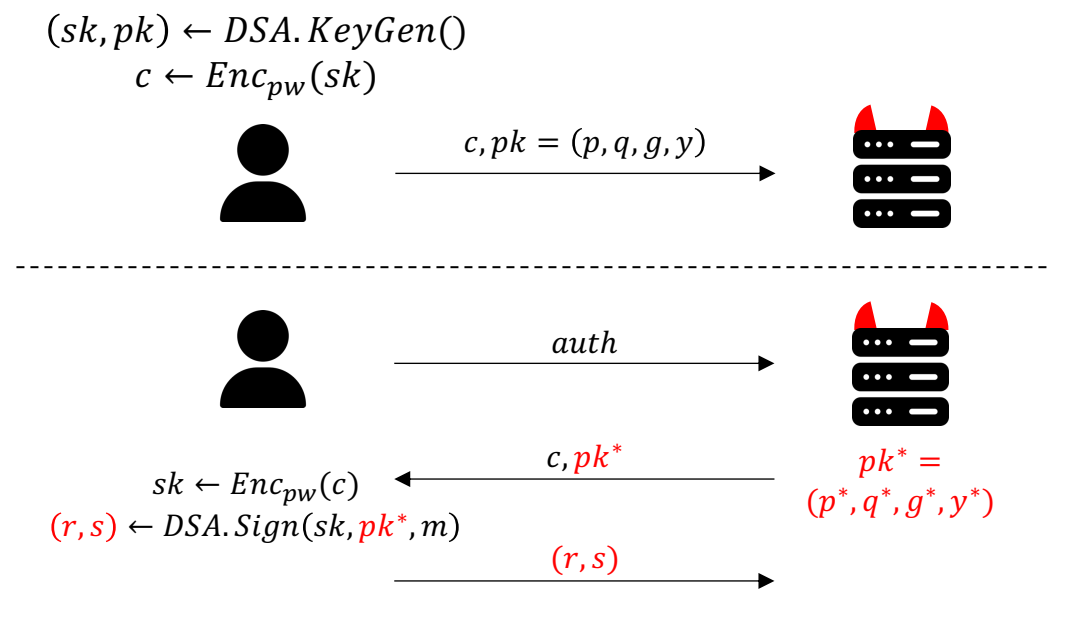 (sk, pk) ← DSA.KeyGen()
c ← Enc_pw(sk)
c, pk = (p, q, g, y)
auth
c, pk*
pk* =
(p*, q*, g*, y*)
sk ← Enc_pw(c)
(r, s) ← DSA.Sign(sk, pk*, m)
(r, s)